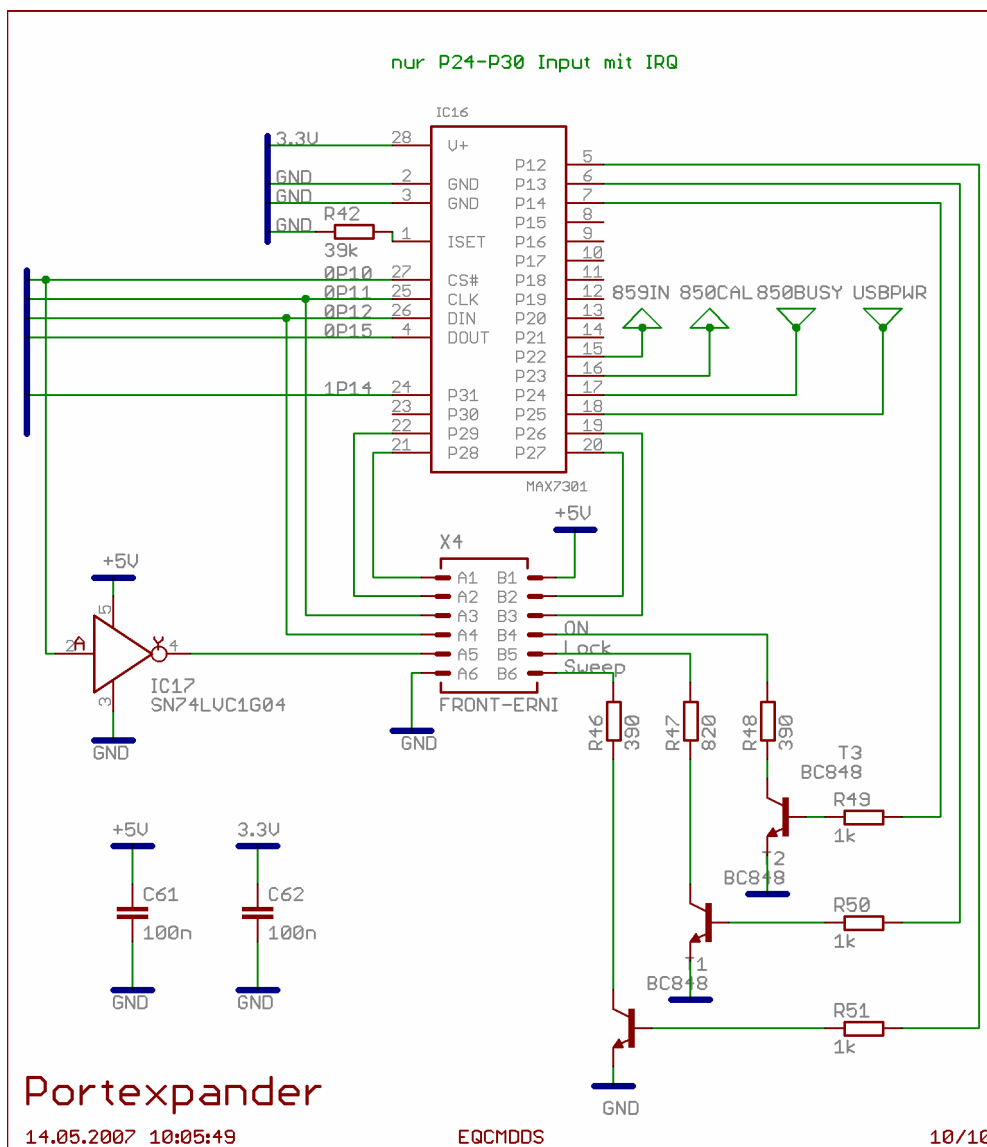 nur P24-P30 Input mit IRQ
IC16
3.3V 28 V+
P12 5
GND 2 GND
P13 6
GND 3 GND
P14 7
GND R42 39k 1 ISET
P15 8
P16 9
P17 10
0P10 27 CS#
P18 11
0P11 25 CLK
P19 12
0P12 26 DIN
P20 13
0P15 4 DOUT
P21 14
P22 15
P23 16
1P14 24 P31
P24 17
23 P30
P25 18
22 P29
P26 19
21 P28
P27 20
859IN 850CAL 850BUSY USBPWR
MAX7301
+5V
X4
A1 B1
A2 B2
A3 B3
A4 B4 ON
A5 B5 Lock
A6 B6 Sweep
FRONT-ERNI
GND
+5V
5
2 A Y 4
3
IC17
SN74LVC1G04
GND
R46 390
R47 820
R48 390
T3
BC848
R49
1k
T2
BC848
R50
1k
T1
BC848
R51
1k
GND
+5V 3.3V
C61 C62
100n 100n
GND GND
Portexpander
14.05.2007 10:05:49 EQCMDDS 10/10